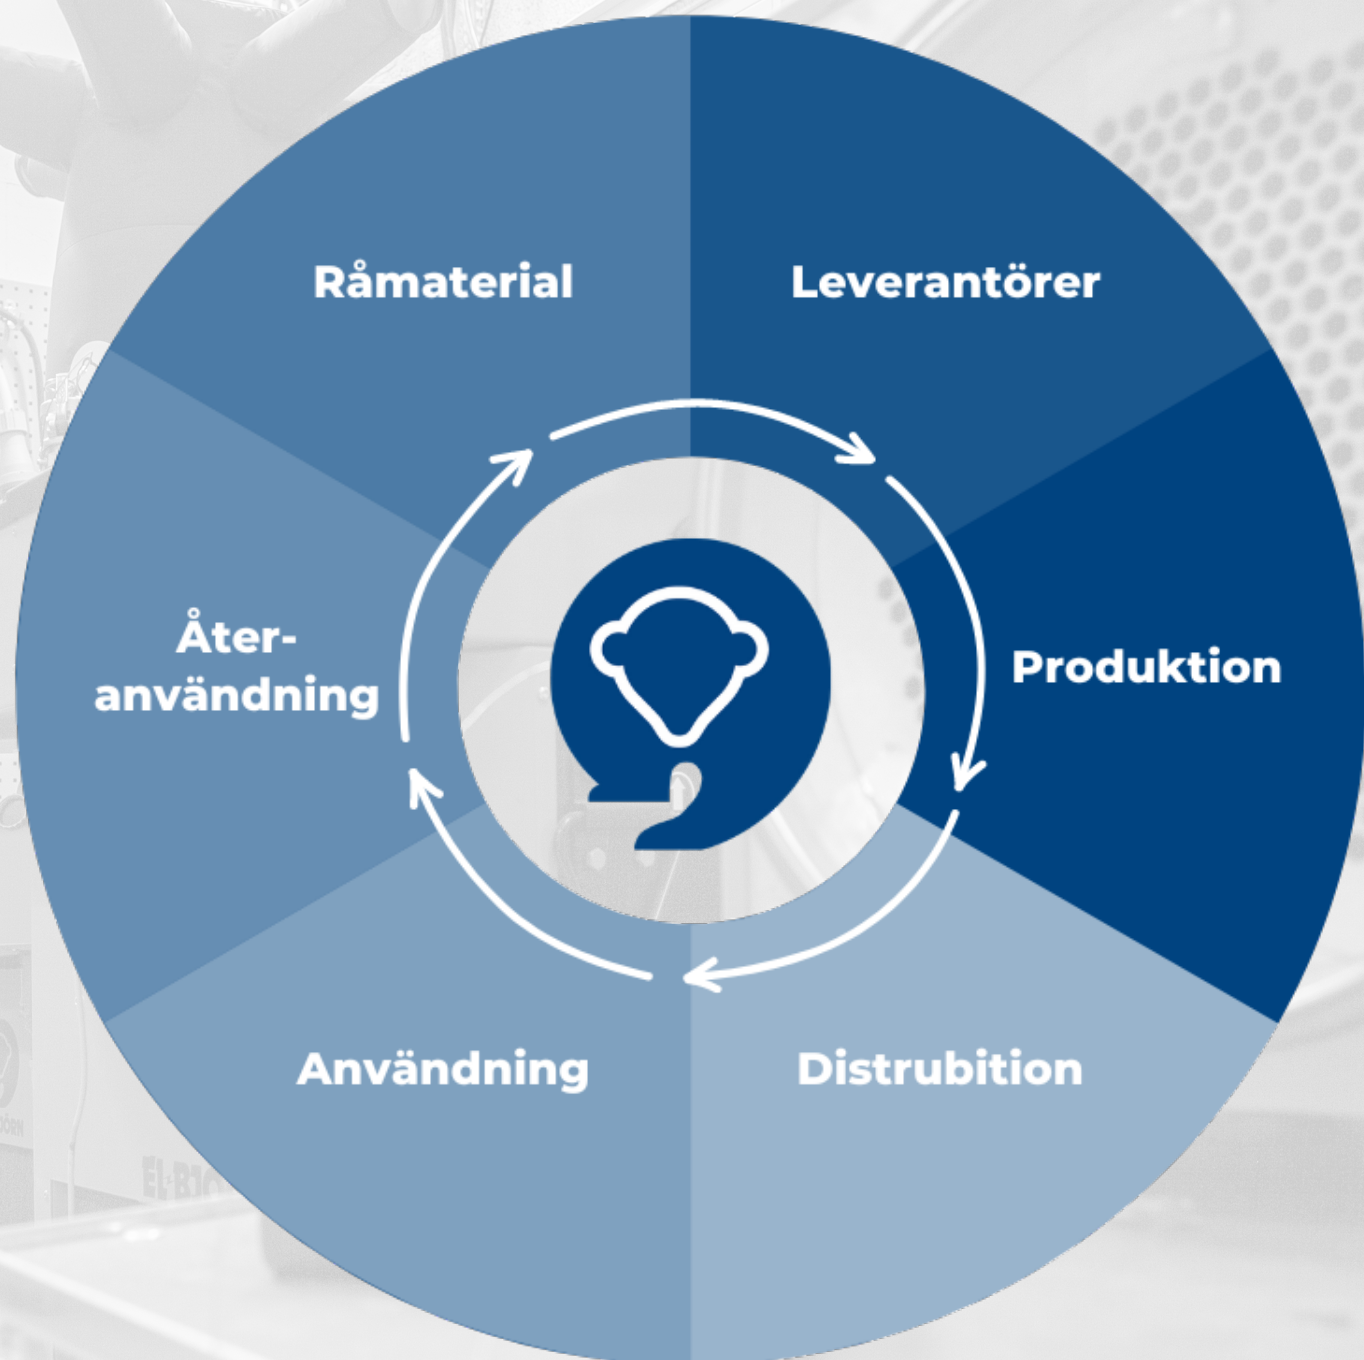 Råmaterial
Leverantörer
Produktion
Distrubition
Användning
Åter-
användning